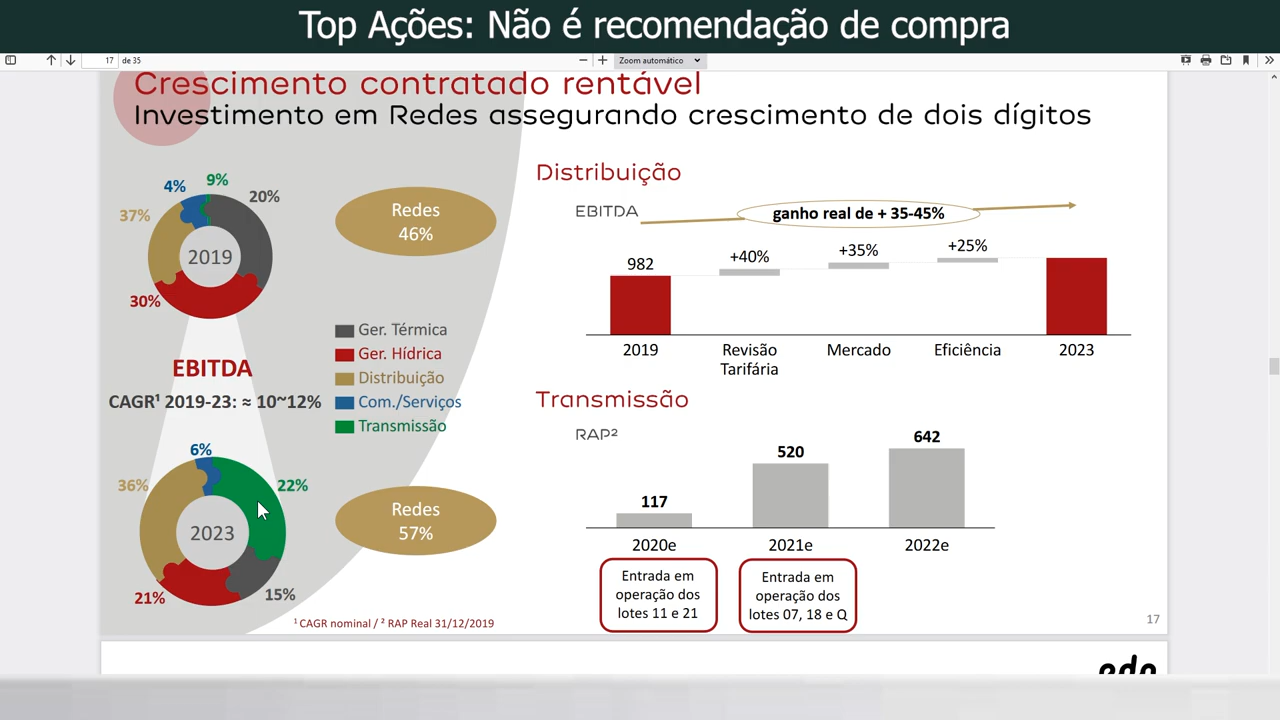 Top Ações: Não é recomendação de compra
17
de 35
Zoom automático
Crescimento contratado rentável
Investimento em Redes assegurando crescimento de dois dígitos
4%
9%
20%
37%
2019
30%
Redes
46%
EBITDA
CAGR¹ 2019-23: ≈ 10~12%
Ger. Térmica
Ger. Hídrica
Distribuição
Com./Serviços
Transmissão
6%
36%
22%
2023
21%
15%
Redes
57%
¹ CAGR nominal / ² RAP Real 31/12/2019
Distribuição
EBITDA
ganho real de + 35-45%
982
+40%
+35%
+25%
2019
Revisão
Tarifária
Mercado
Eficiência
2023
Transmissão
RAP²
117
520
642
2020e
2021e
2022e
Entrada em
operação dos
lotes 11 e 21
Entrada em
operação dos
lotes 07, 18 e Q
17
edp